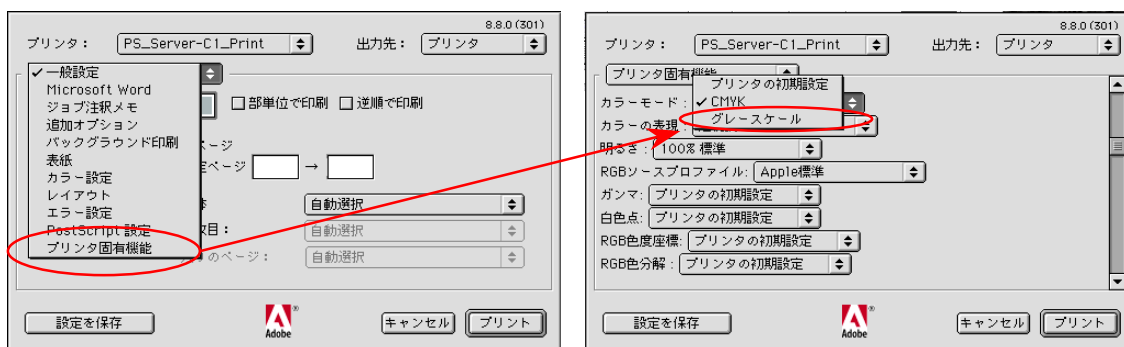 8.8.0 (301)
プリンタ： PS_Server-C1_Print 出力先： プリンタ
✓一般設定
Microsoft Word
ジョブ注釈メモ
追加オプション
バックグラウンド印刷
表紙
カラー設定
レイアウト
エラー設定
PostScript 設定
プリンタ固有機能
部単位で印刷 逆順で印刷
ページ
ページ →
自動選択
枚目： 自動選択
のページ： 自動選択
設定を保存 Adobe キャンセル プリント
8.8.0 (301)
プリンタ： PS_Server-C1_Print 出力先： プリンタ
プリンタ固有機能
プリンタの初期設定
✓CMYK
グレースケール
カラーモード：
カラーの表現：
明るさ： 100% 標準
RGBソースプロファイル: Apple標準
ガンマ: プリンタの初期設定
白色点: プリンタの初期設定
RGB色度座標: プリンタの初期設定
RGB色分解： プリンタの初期設定
設定を保存 Adobe キャンセル プリント